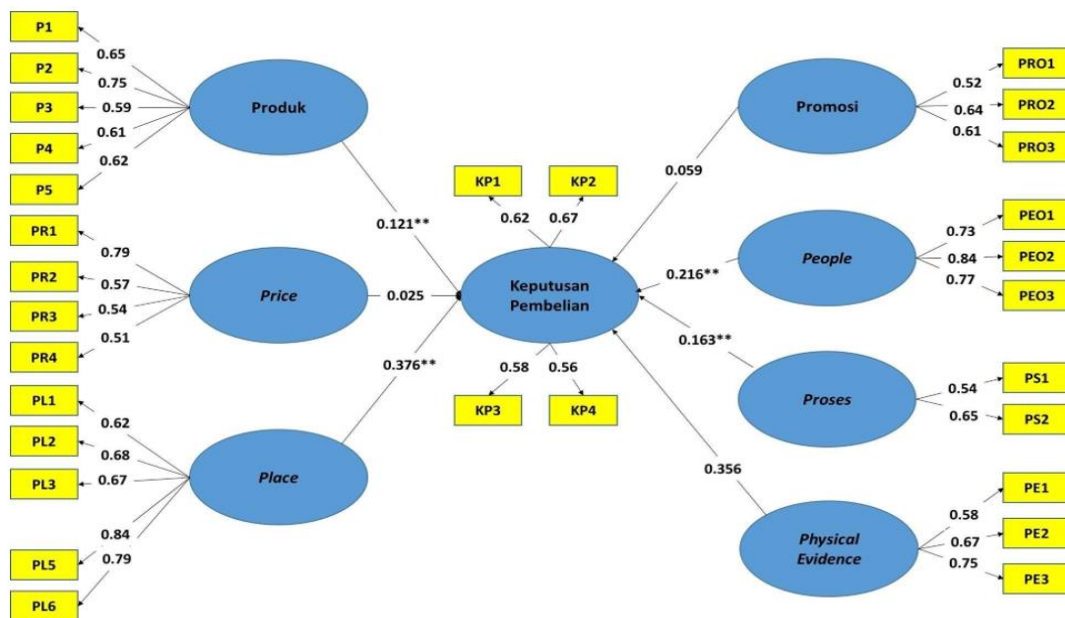 P1
0.65
P2
0.75
P3
0.59
P4
0.61
P5
0.62
Produk
0.121**
PR1
0.79
PR2
0.57
PR3
0.54
PR4
0.51
Price
0.025
PL1
0.62
PL2
0.68
PL3
0.67
PL5
0.84
PL6
0.79
Place
0.376**
KP1
KP2
0.62
0.67
Keputusan
Pembelian
0.58
0.56
KP3
KP4
Promosi
0.059
PRO1
0.52
PRO2
0.64
PRO3
0.61
People
0.216**
PEO1
0.73
PEO2
0.84
PEO3
0.77
Proses
0.163**
PS1
0.54
PS2
0.65
Physical
Evidence
0.356
PE1
0.58
PE2
0.67
PE3
0.75